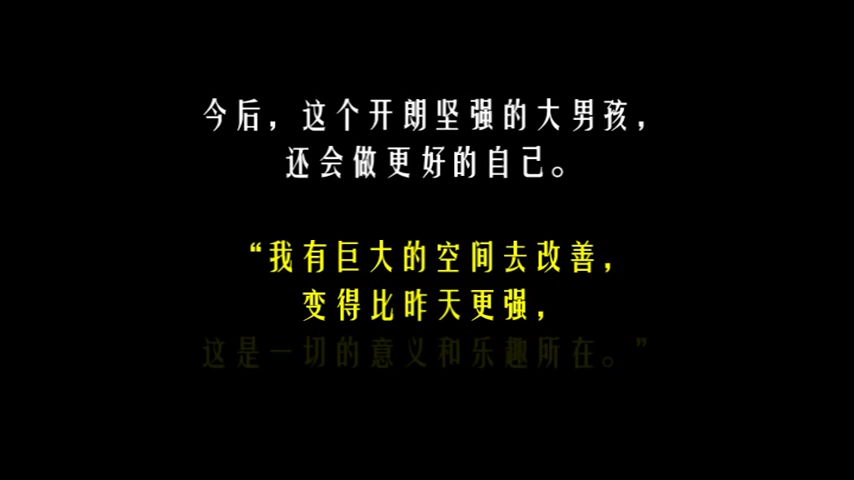 今后，这个开朗坚强的大男孩，
还会做更好的自己。
“我有巨大的空间去改善，
变得比昨天更强，
这是一切的意义和乐趣所在。”